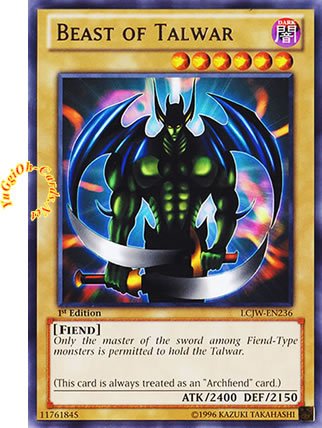 BEAST OF TALWAR
DARK
闇
YuGgiOh-Cards.
1st Edition
LCJW-EN236
[FIEND]
Only the master of the sword among Fiend-Type
monsters is permitted to hold the Talwar.
(This card is always treated as an "Archfiend" card.)
ATK/2400 DEF/2150
11761845
©1996 KAZUKI TAKAHASHI